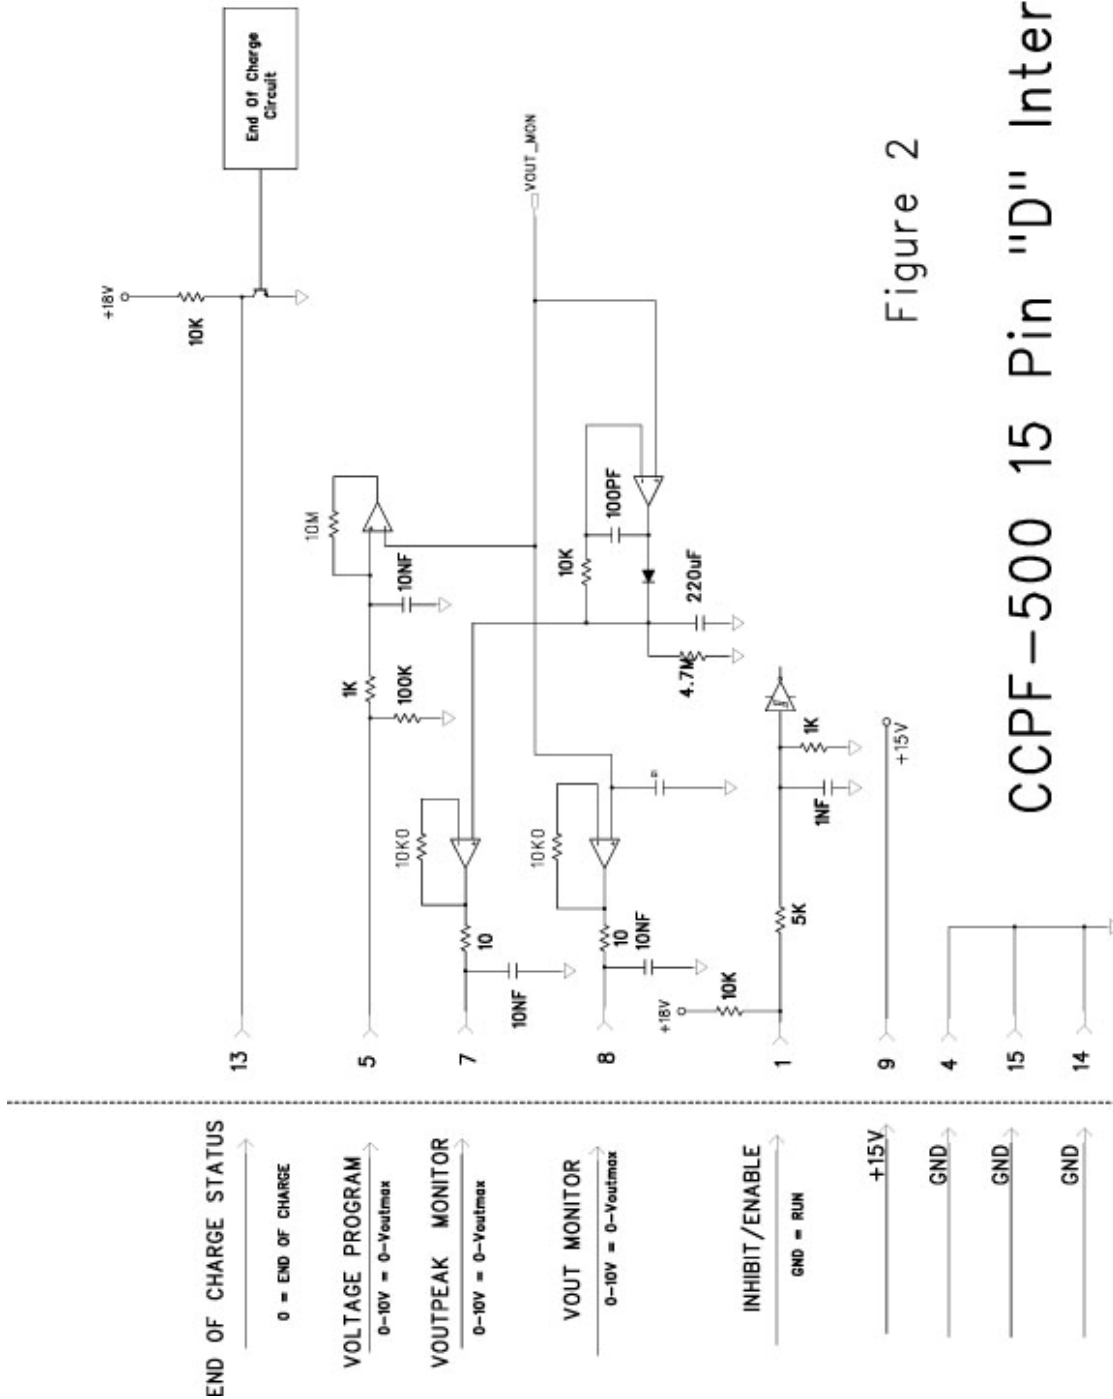 End Of Charge
Circuit
+18V
10K
13
END OF CHARGE STATUS
0 = END OF CHARGE
10M
10NF
1K
100K
5
VOLTAGE PROGRAM
0-10V = 0-Voutmax
10K0
10
10NF
7
VOUTPEAK MONITOR
0-10V = 0-Voutmax
VOUT_MON
10K
100PF
220uF
4.7M
10K0
10
10NF
8
VOUT MONITOR
0-10V = 0-Voutmax
+18V
10K
5K
1NF
1K
1
INHIBIT/ENABLE
GND = RUN
+15V
9
+15V
4
GND
15
GND
14
GND
Figure 2
CCPF-500 15 Pin "D" Inter